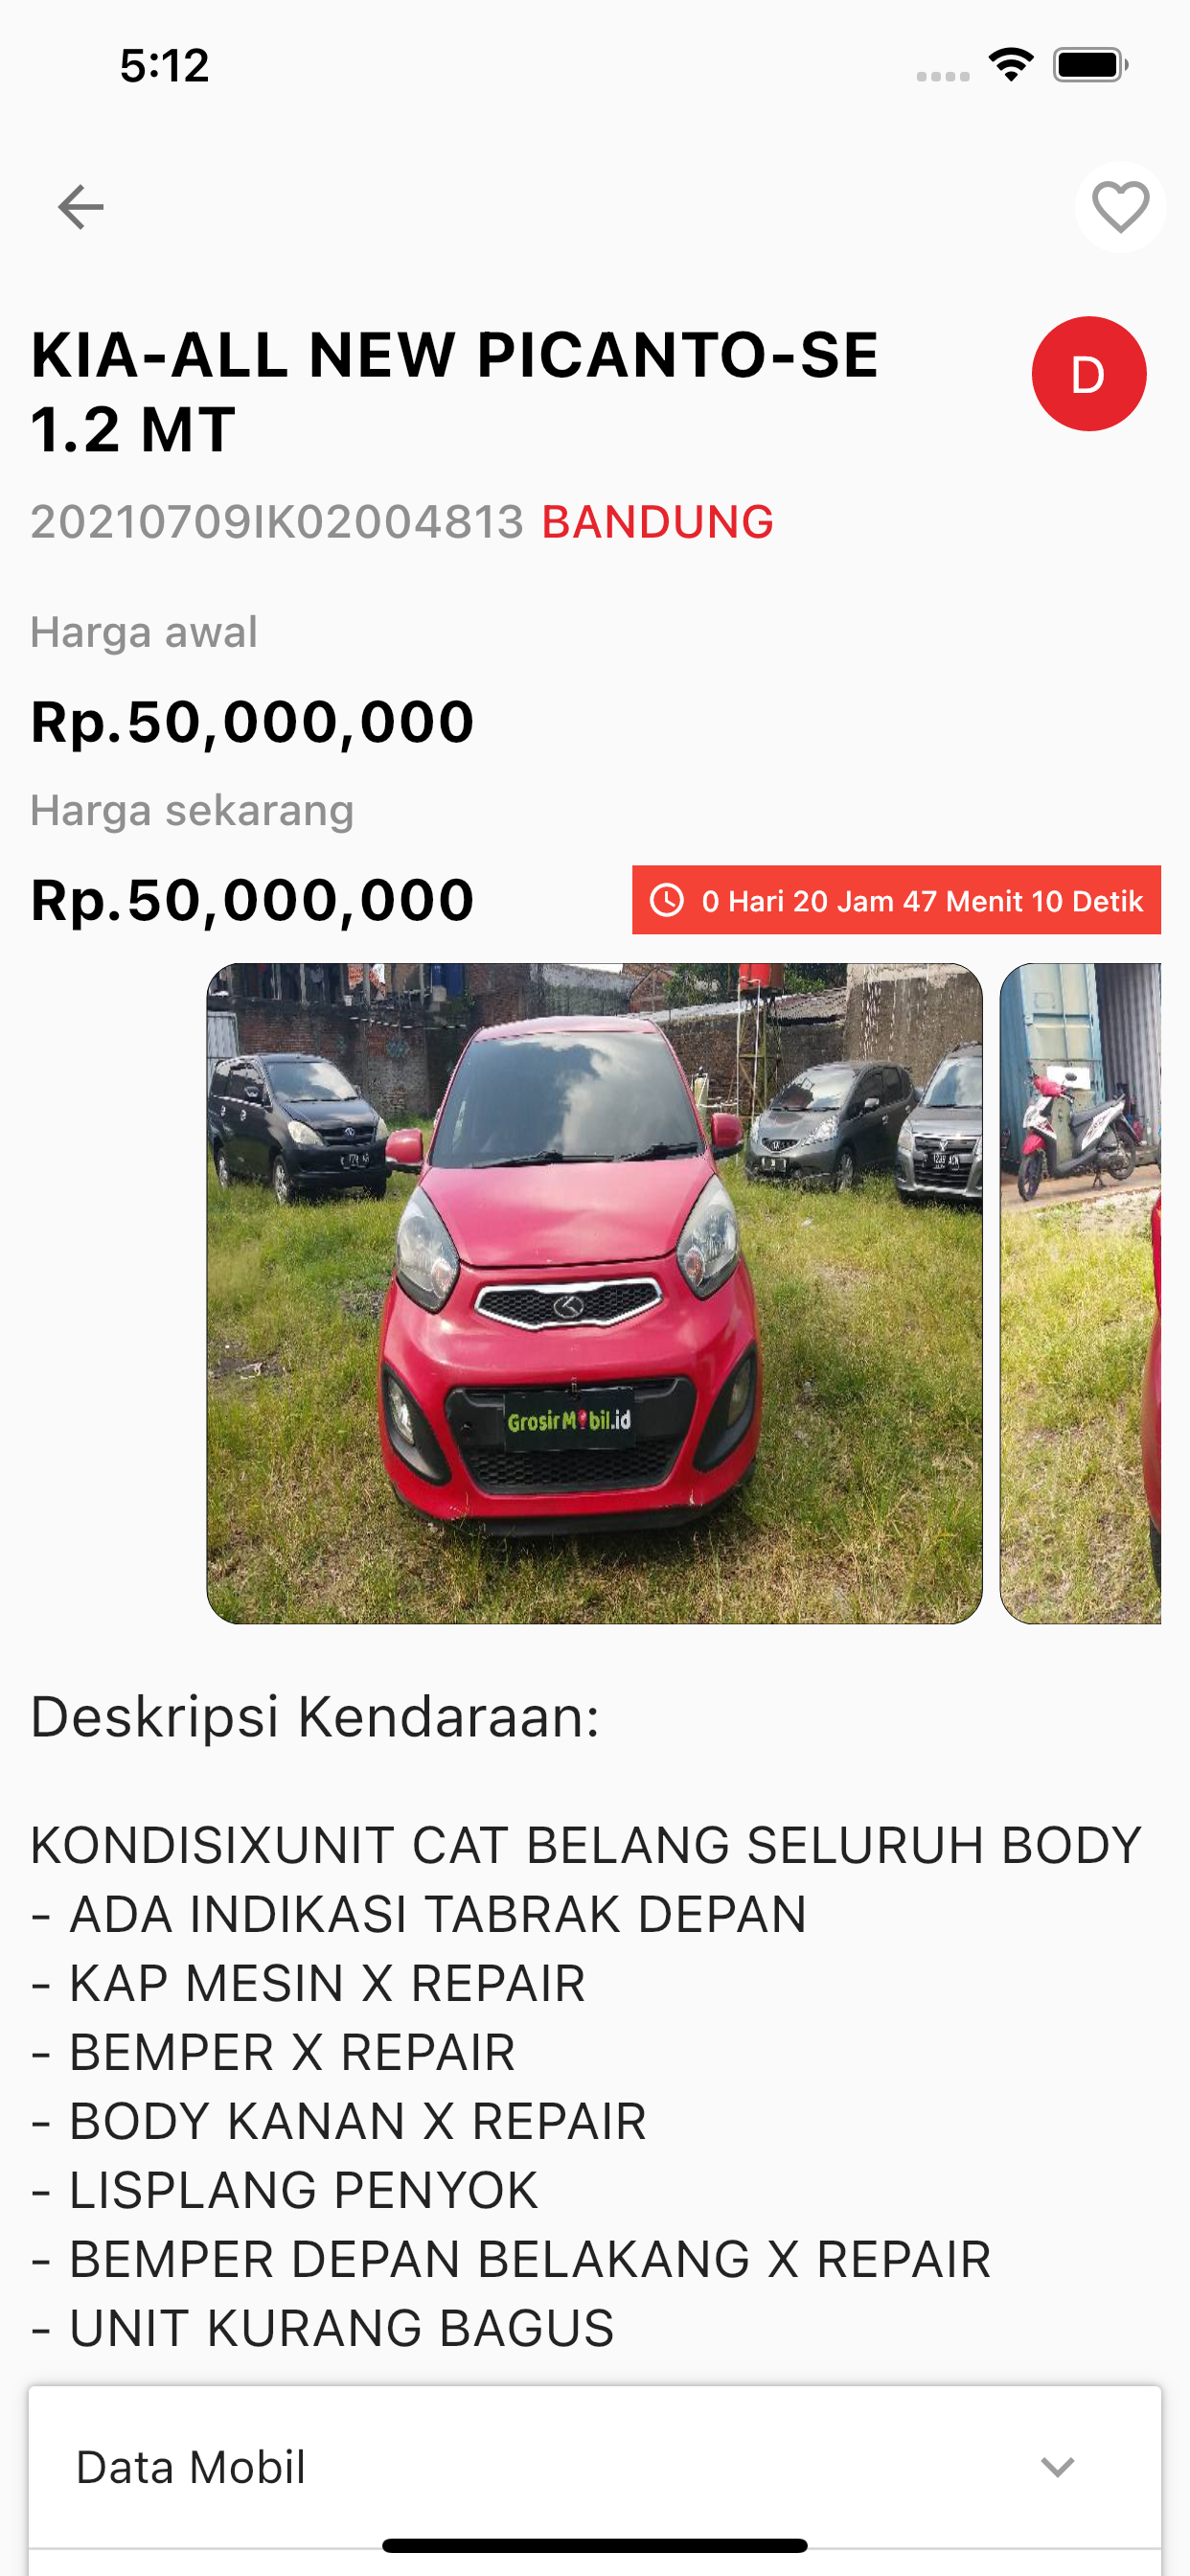 5:12
KIA-ALL NEW PICANTO-SE
1.2 MT
D
20210709IK02004813 BANDUNG
Harga awal
Rp.50,000,000
Harga sekarang
Rp.50,000,000
0 Hari 20 Jam 47 Menit 10 Detik
GrosirMobil.id
Deskripsi Kendaraan:
KONDISIXUNIT CAT BELANG SELURUH BODY
- ADA INDIKASI TABRAK DEPAN
- KAP MESIN X REPAIR
- BEMPER X REPAIR
- BODY KANAN X REPAIR
- LISPLANG PENYOK
- BEMPER DEPAN BELAKANG X REPAIR
- UNIT KURANG BAGUS
Data Mobil